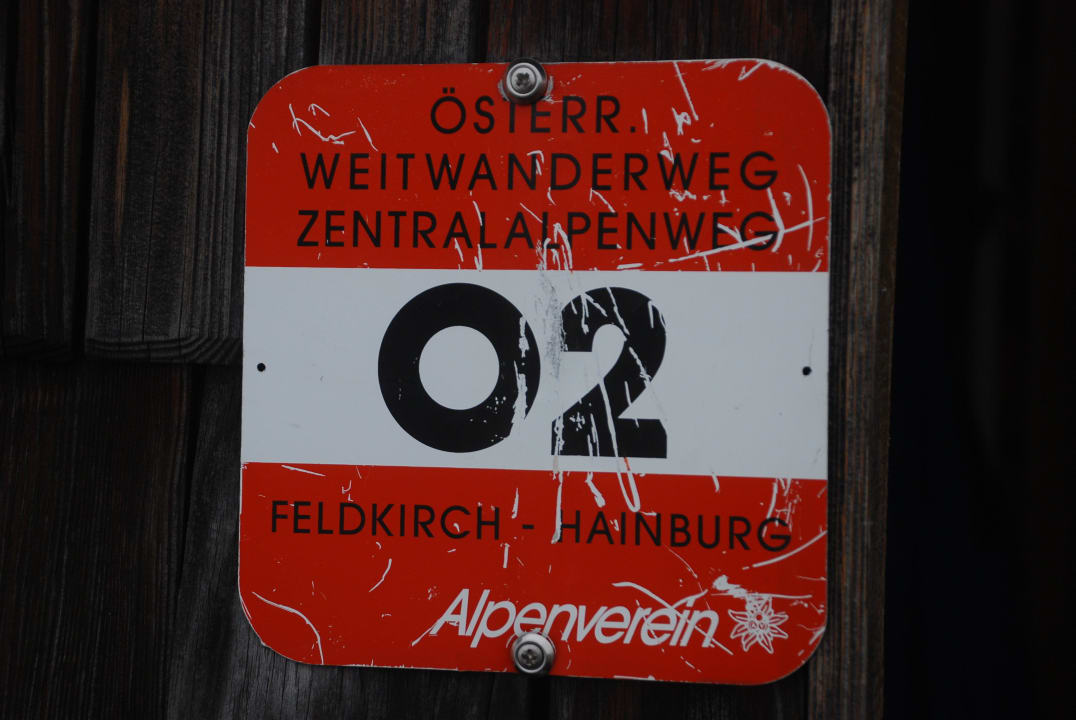 ÖSTERR.
WEITWANDERWEG
ZENTRALALPENWEG
02
FELDKIRCH - HAINBURG
Alpenverein